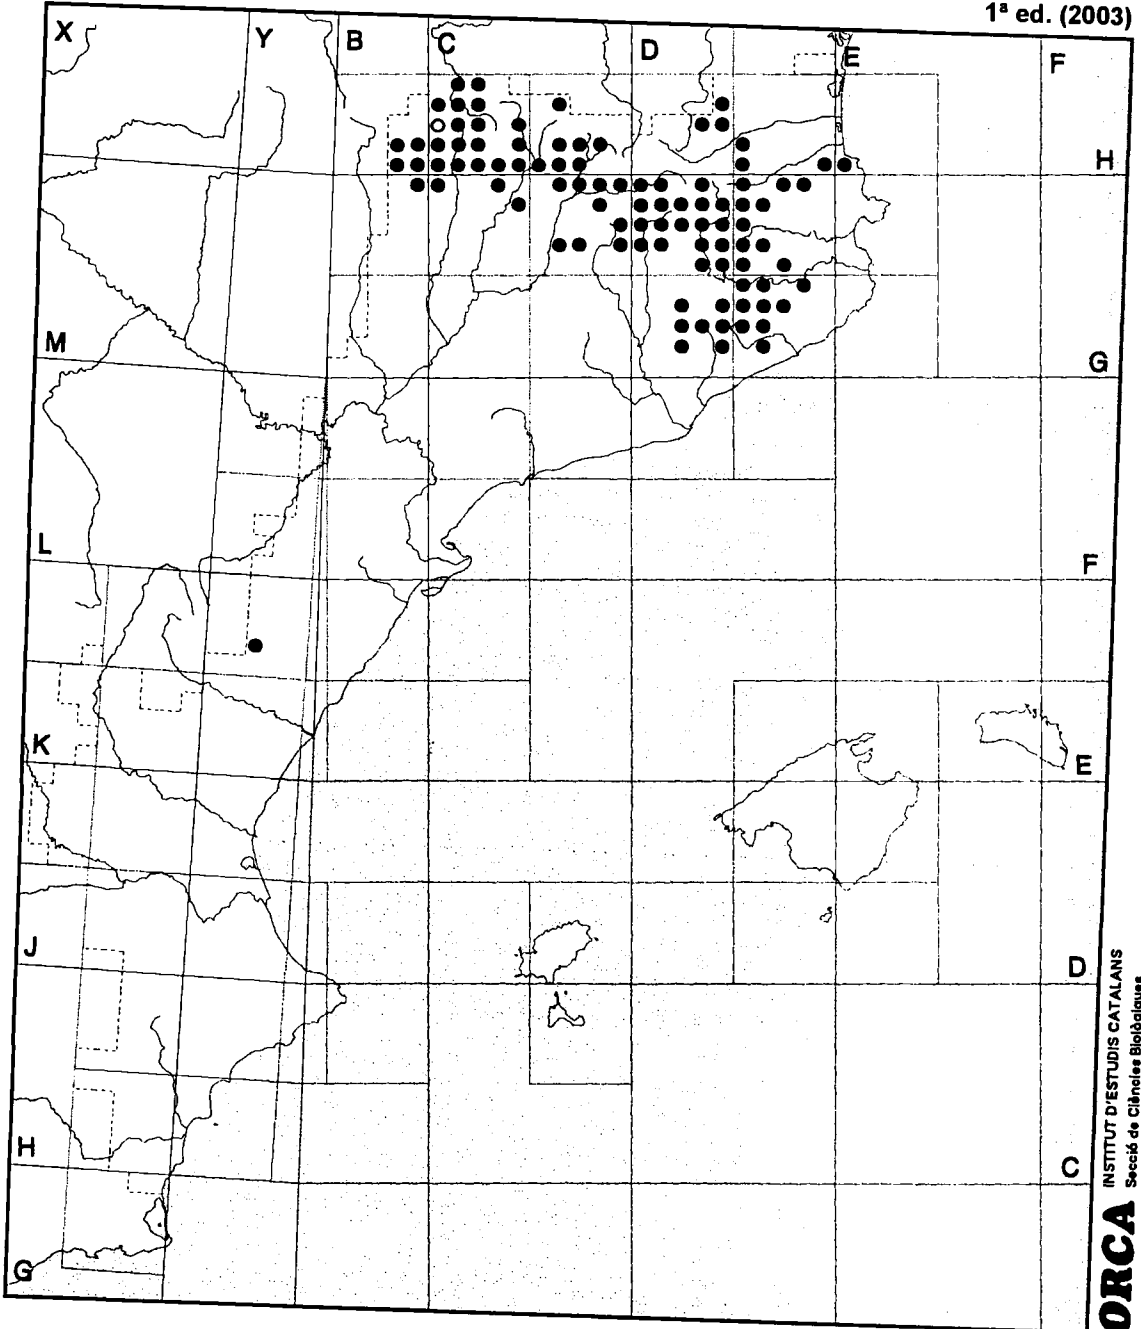 1ª ed. (2003)
X
Y
B
C
D
E
F
H
M
G
L
F
K
E
J
D
H
C
G
INSTITUT D'ESTUDIS CATALANS
Secció de Ciències Biològiques
ORCA